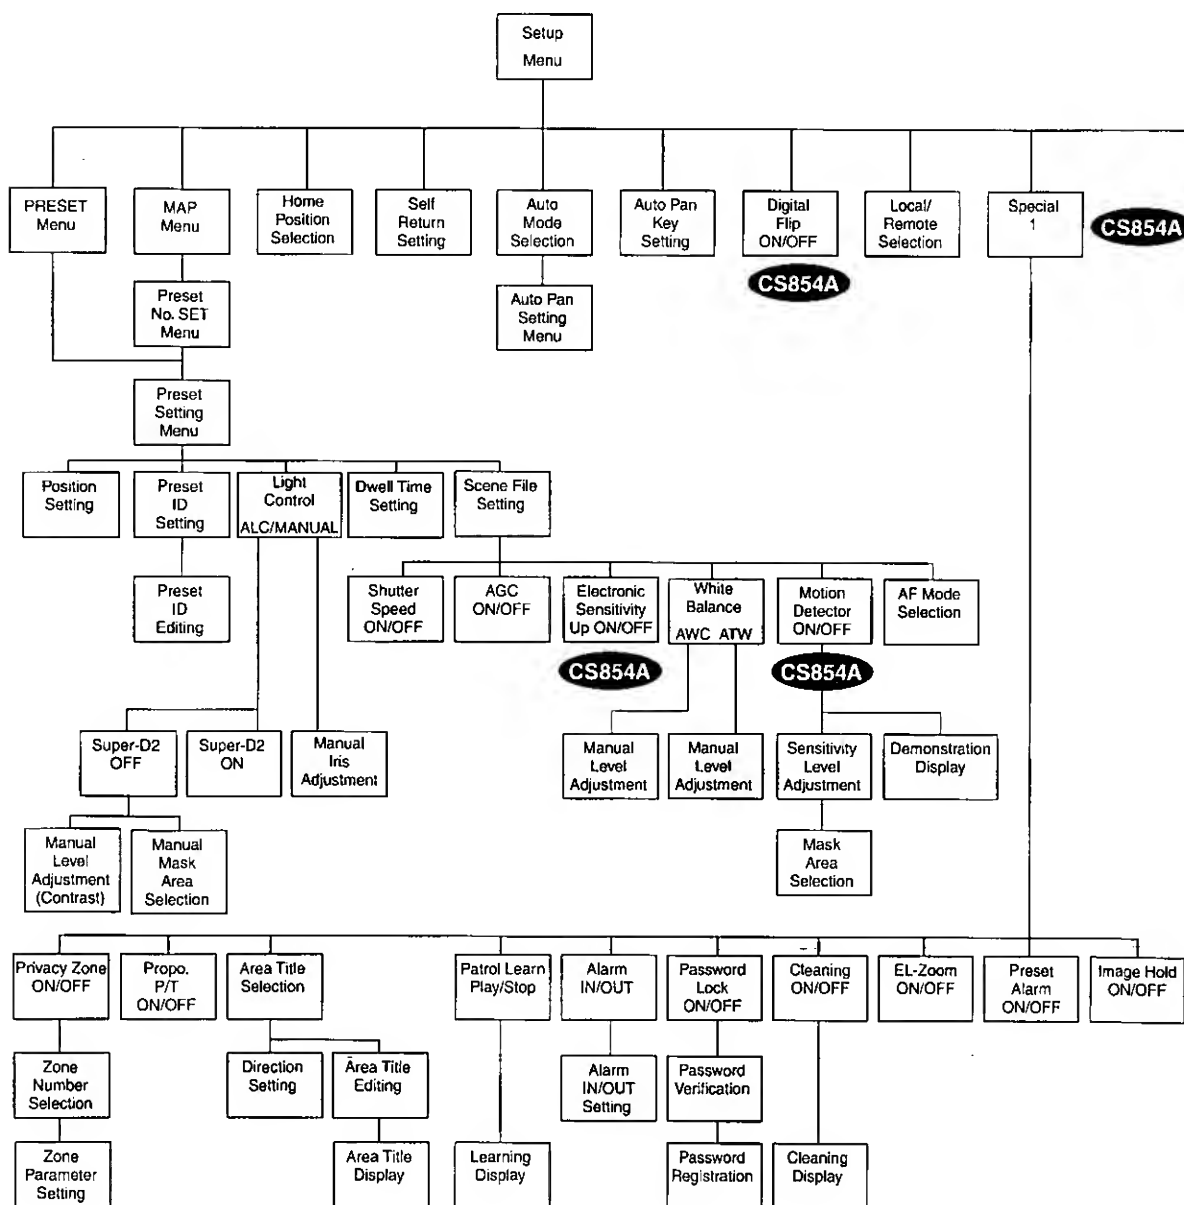 Setup
Menu
PRESET
Menu
MAP
Menu
Home
Position
Selection
Self
Return
Setting
Auto
Mode
Selection
Auto Pan
Key
Setting
Digital
Flip
ON/OFF
Local/
Remote
Selection
Special
1
CS854A
CS854A
Preset
No. SET
Menu
Auto Pan
Setting
Menu
Preset
Setting
Menu
Position
Setting
Preset
ID
Setting
Light
Control
ALC/MANUAL
Dwell Time
Setting
Scene File
Setting
Preset
ID
Editing
Shutter
Speed
ON/OFF
AGC
ON/OFF
Electronic
Sensitivity
Up ON/OFF
White
Balance
AWC ATW
Motion
Detector
ON/OFF
AF Mode
Selection
CS854A
CS854A
Super-D2
OFF
Super-D2
ON
Manual
Iris
Adjustment
Manual
Level
Adjustment
Manual
Level
Adjustment
Sensitivity
Level
Adjustment
Demonstration
Display
Manual
Level
Adjustment
(Contrast)
Manual
Mask
Area
Selection
Mask
Area
Selection
Privacy Zone
ON/OFF
Propo.
P/T
ON/OFF
Area Title
Selection
Patrol Learn
Play/Stop
Alarm
IN/OUT
Password
Lock
ON/OFF
Cleaning
ON/OFF
EL-Zoom
ON/OFF
Preset
Alarm
ON/OFF
Image Hold
ON/OFF
Zone
Number
Selection
Direction
Setting
Area Title
Editing
Alarm
IN/OUT
Setting
Password
Verification
Zone
Parameter
Setting
Area Title
Display
Learning
Display
Password
Registration
Cleaning
Display